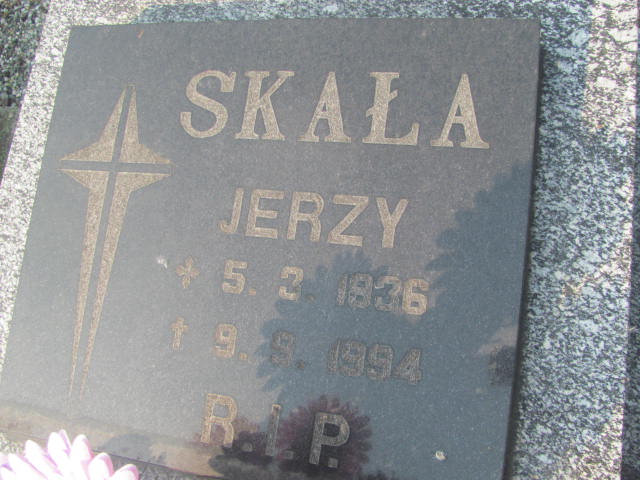 SKAŁA
JERZY
5. 3. 1936
9. 9. 1994
R.I.P.